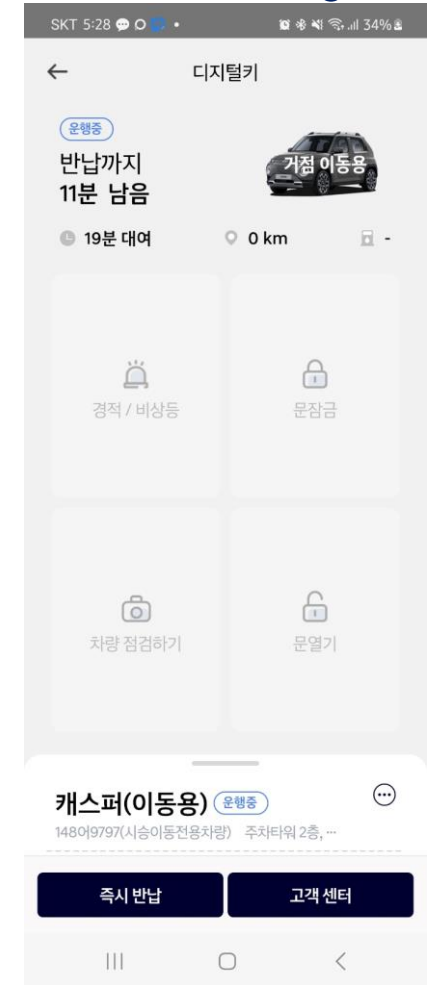 SKT 5:28
34%
디지털키
운행중
반납까지
11분 남음
거점 이동용
19분 대여
0 km
-
경적 / 비상등
문잠금
차량 점검하기
문열기
캐스퍼(이동용) 운행중
148어9797(시승이동전용차량) 주차타워 2층, ...
즉시 반납
고객 센터